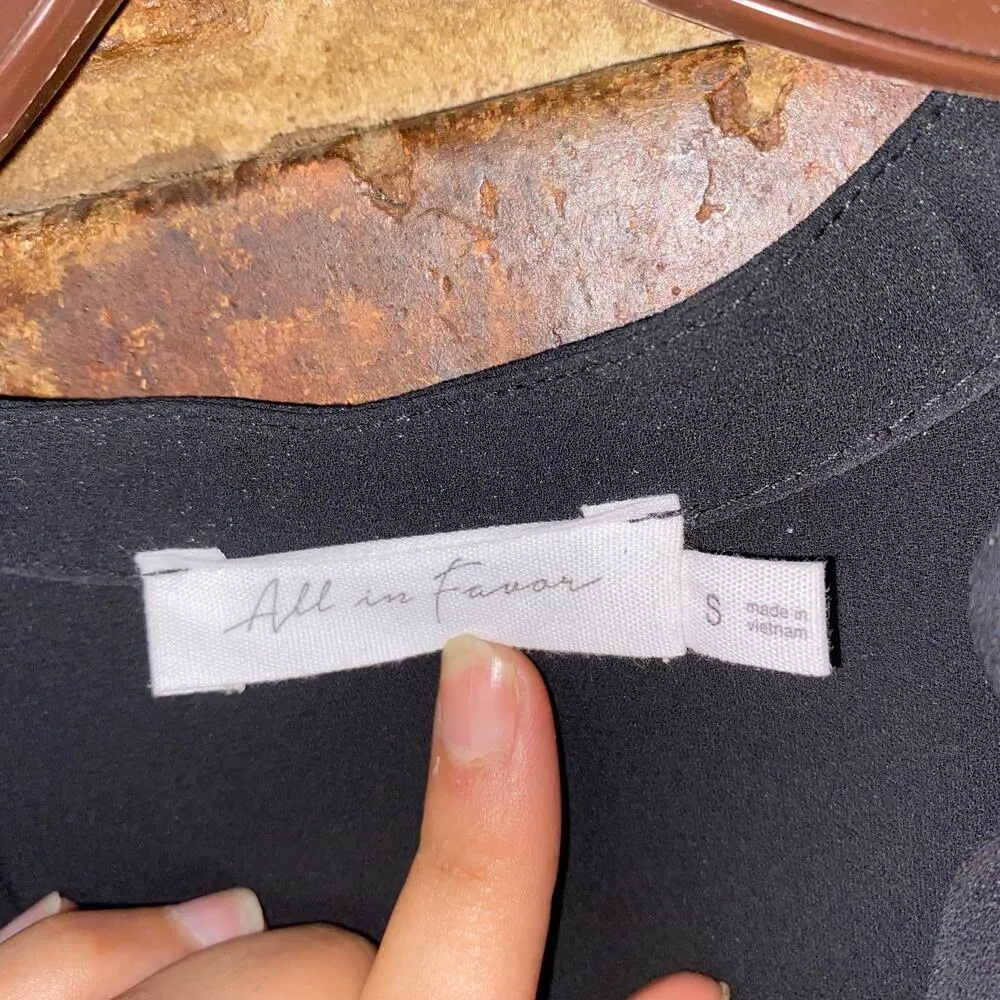 All in Favor
S
made in
vietnam